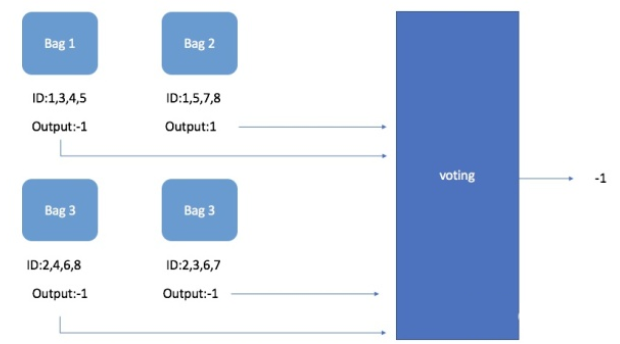 Bag 1
Bag 2
ID:1,3,4,5
ID:1,5,7,8
Output:-1
Output:1
voting
-1
Bag 3
Bag 3
ID:2,4,6,8
ID:2,3,6,7
Output:-1
Output:-1